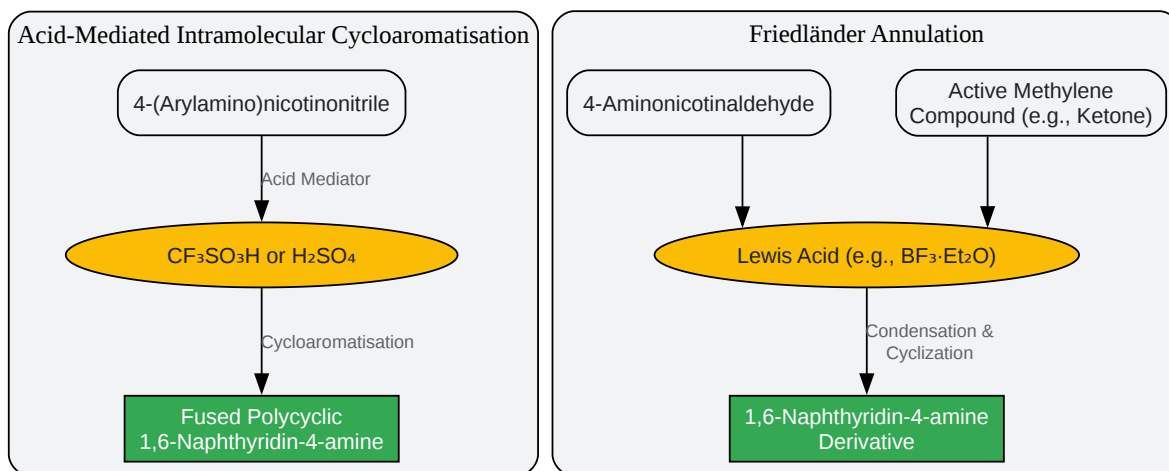 Acid-Mediated Intramolecular Cycloaromatisation
4-(Arylamino)nicotinonitrile
Acid Mediator
CF₃SO₃H or H₂SO₄
Cycloaromatisation
Fused Polycyclic
1,6-Naphthyridin-4-amine
Friedländer Annulation
4-Aminonicotinaldehyde
Active Methylene
Compound (e.g., Ketone)
Lewis Acid (e.g., BF₃·Et₂O)
Condensation &
Cyclization
1,6-Naphthyridin-4-amine
Derivative